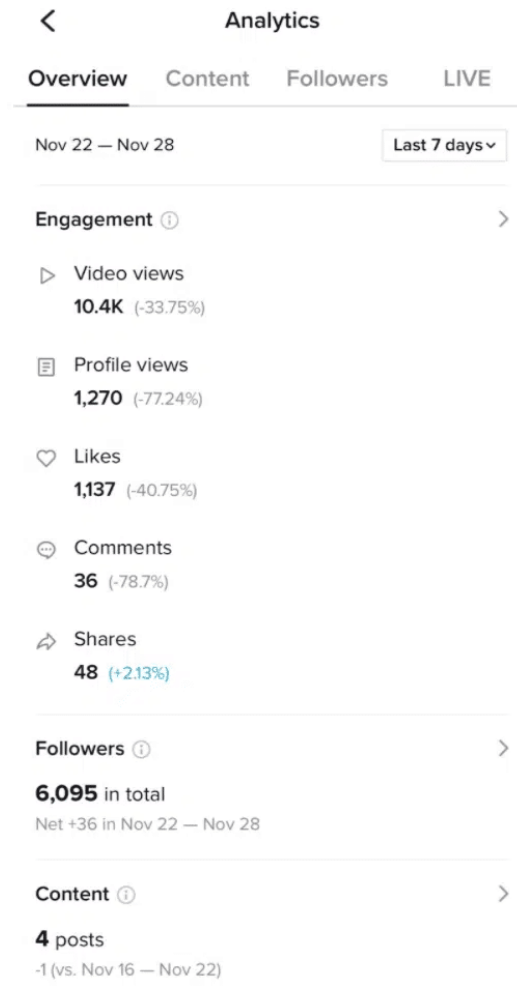 Analytics
Overview Content Followers LIVE
Nov 22 — Nov 28 Last 7 days
Engagement
Video views
10.4K (-33.75%)
Profile views
1,270 (-77.24%)
Likes
1,137 (-40.75%)
Comments
36 (-78.7%)
Shares
48 (+2.13%)
Followers
6,095 in total
Net +36 in Nov 22 — Nov 28
Content
4 posts
-1 (vs. Nov 16 — Nov 22)